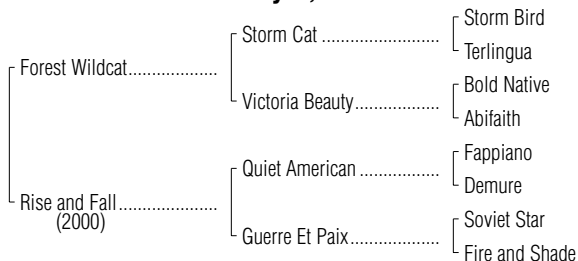 Storm Bird
Storm Cat ........................
Terlingua
Forest Wildcat..................
Bold Native
Victoria Beauty.................
Abifaith
Fappiano
Quiet American ................
Demure
Rise and Fall....................
(2000)
Soviet Star
Guerre Et Paix..................
Fire and Shade